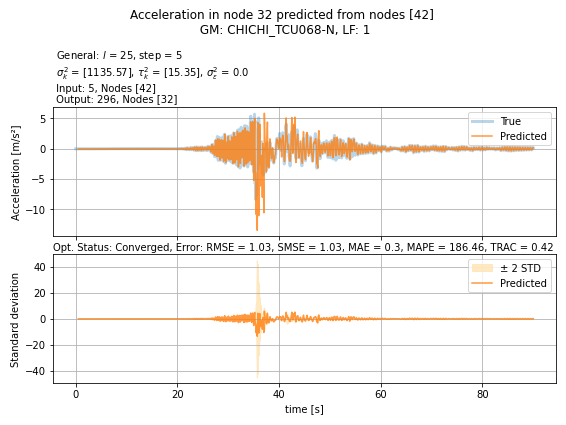 Acceleration in node 32 predicted from nodes [42]
GM: CHICHI_TCU068-N, LF: 1
General: l = 25, step = 5
σ²ₖ = [1135.57], τ²ₖ = [15.35], σ²ε = 0.0
Input: 5, Nodes [42]
Output: 296, Nodes [32]
5
0
−5
−10
Acceleration [m/s²]
True
Predicted
Opt. Status: Converged, Error: RMSE = 1.03, SMSE = 1.03, MAE = 0.3, MAPE = 186.46, TRAC = 0.42
40
20
0
−20
−40
Standard deviation
± 2 STD
Predicted
0 20 40 60 80
time [s]